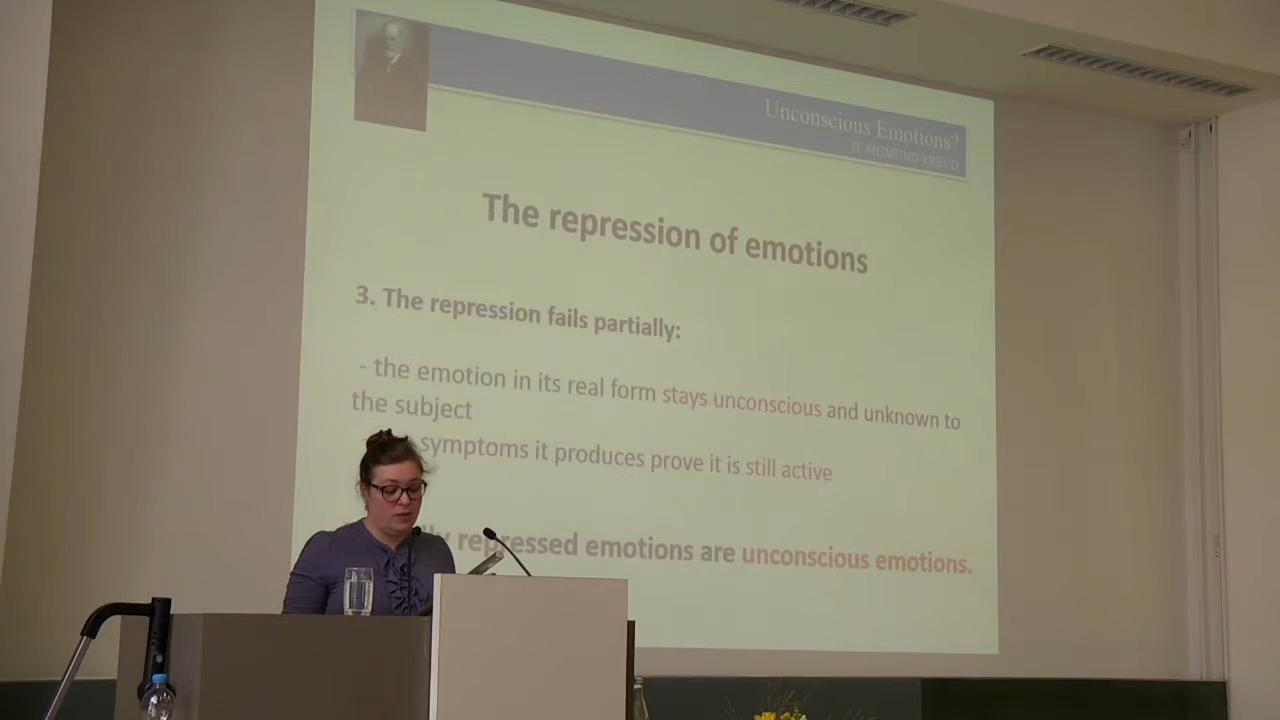 Unconscious Emotions?
II. SIGMUND FREUD
The repression of emotions
3. The repression fails partially:
- the emotion in its real form stays unconscious and unknown to
the subject
symptoms it produces prove it is still active
repressed emotions are unconscious emotions.